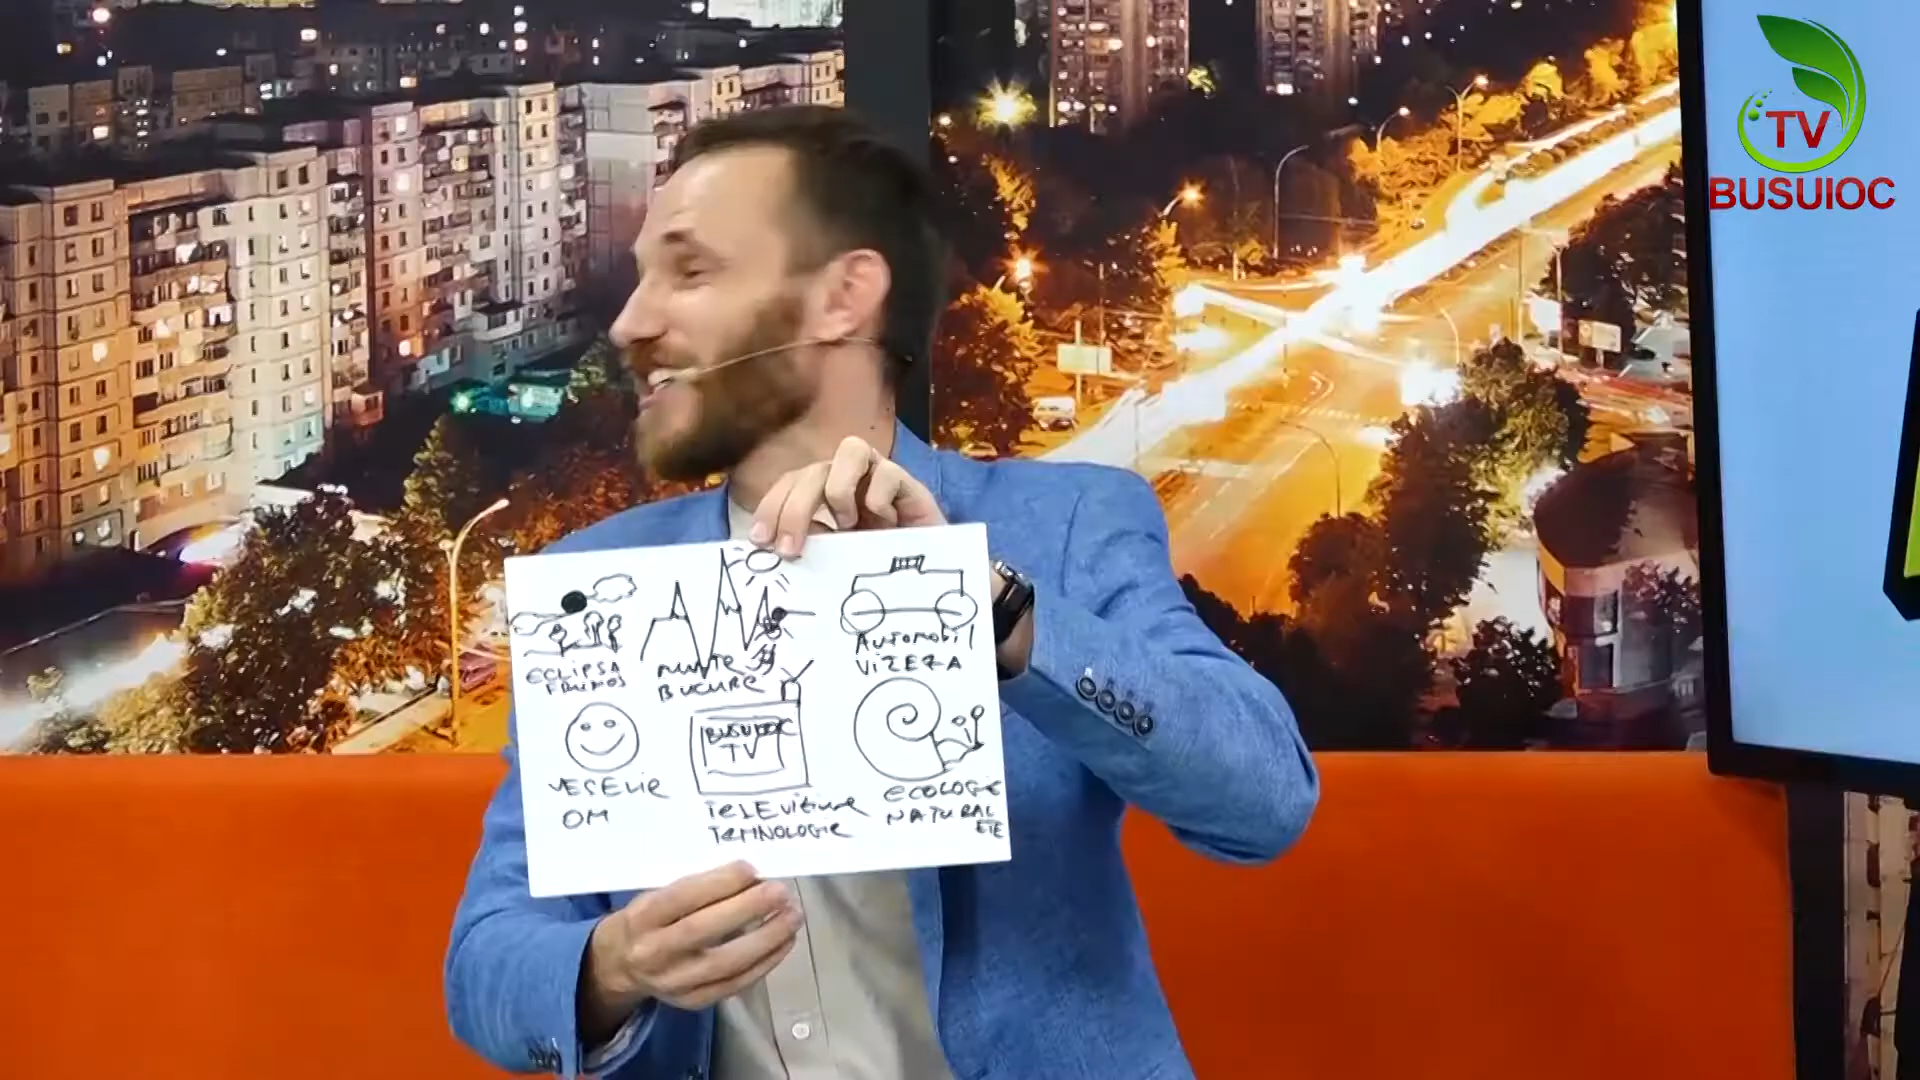 TV
BUSUIOC
ECLIPSA
FRUMOS
MUNTE
BUCURE
AUTOMOBIL
VITEZA
VESELIE
OM
BUSUIOC
TV
TELEVIZIUNE
TEHNOLOGIE
ECOLOGIE
NATURAL
ETE